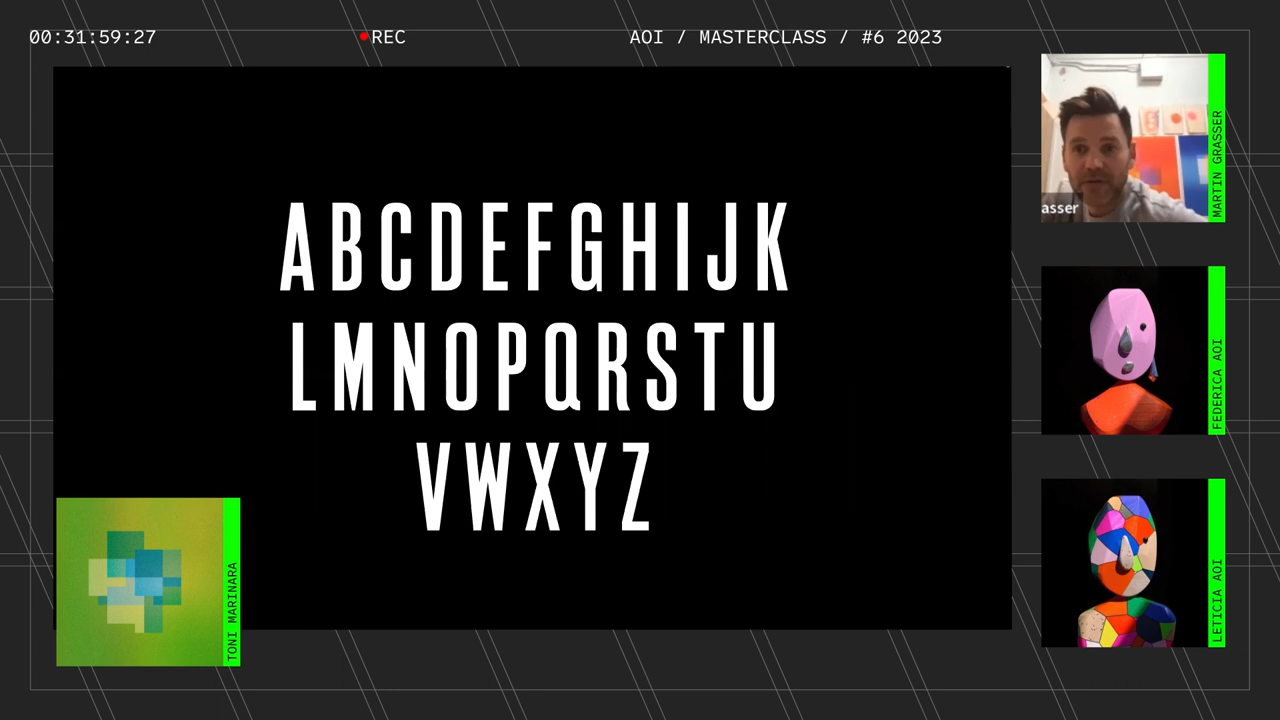 00:31:59:27
REC
AOI / MASTERCLASS / #6 2023
ABCDEFGHIJK
LMNOPQRSTU
VWXYZ
asser
MARTIN GRASSER
FEDERICA AOI
LETICIA AOI
TONI MARINARA